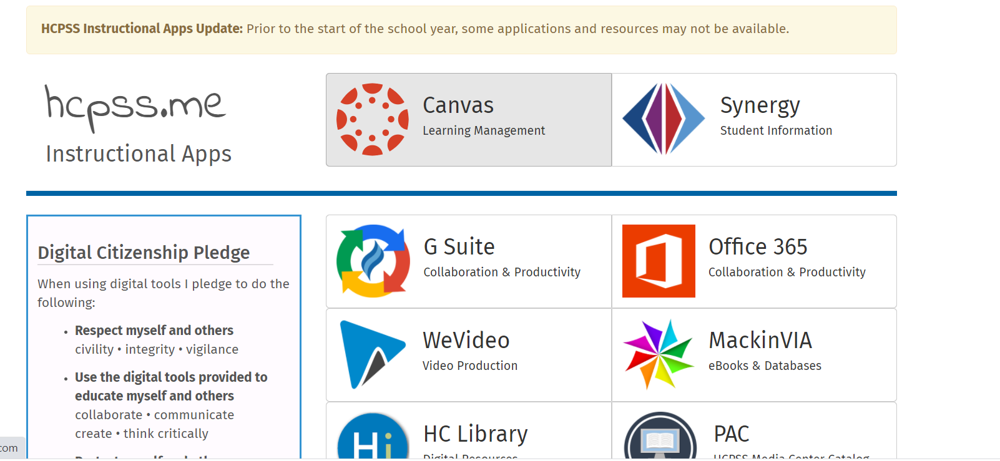 HCPSS Instructional Apps Update: Prior to the start of the school year, some applications and resources may not be available.
hcpss.me
Instructional Apps
Canvas
Learning Management
Synergy
Student Information
Digital Citizenship Pledge
When using digital tools I pledge to do the
following:
• Respect myself and others
civility • integrity • vigilance
• Use the digital tools provided to
educate myself and others
collaborate • communicate
create • think critically
G Suite
Collaboration & Productivity
Office 365
Collaboration & Productivity
WeVideo
Video Production
MackinVIA
eBooks & Databases
Hi
HC Library
Digital Resources
PAC
HCPSS Media Center Catalog
com